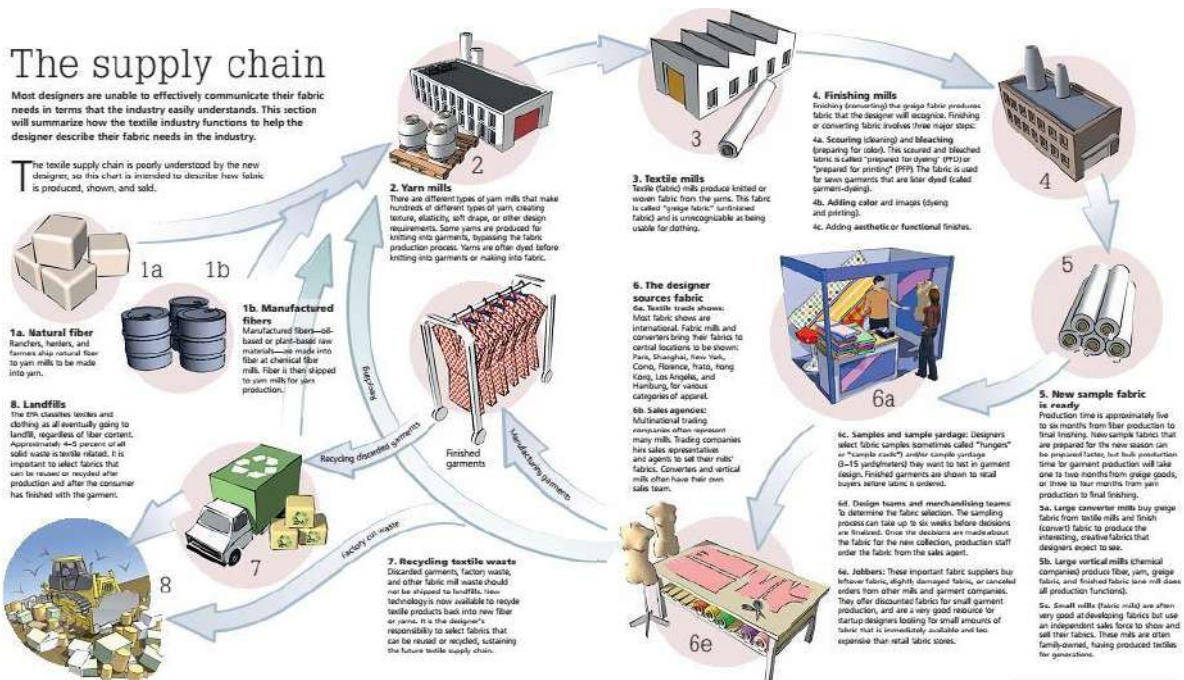 The supply chain
Most designers are unable to effectively communicate their fabric
needs in terms that the industry easily understands. This section
will summarize how the textile industry functions to help the
designer describe their fabric needs in the industry.
The textile supply chain is poorly understood by the new
designer, so this chart is intended to describe how fabric
is produced, shown, and sold.
1a
1b
1a. Natural fiber
Ranchers, herders, and
farmers ship natural fiber
to yarn mills to be made
into yarn.
1b. Manufactured
fibers
Manufactured fibers—oil-
based or plant-based raw
materials—are made into
fiber at chemical fiber
mills. Fiber is then shipped
to yarn mills for yarn
production.
2
2. Yarn mills
There are different types of yarn mills that make
hundreds of different types of yarn, creating
texture, elasticity, soft drape, or other design
requirements. Some yarns are produced for
knitting into garments, bypassing the fabric
production process. Yarns are often dyed before
knitting into garments or making into fabric.
3
3. Textile mills
Textile (fabric) mills produce knitted or
woven fabric from the yarns. This fabric
is called "greige fabric" (unfinished
fabric) and is unrecognizable as being
usable for clothing.
4. Finishing mills
Finishing (converting) the greige fabric produces
fabric that the designer will recognize. Finishing
or converting fabric involves three major steps:
4a. Scouring (cleaning) and bleaching
(preparing for color). This scoured and bleached
fabric is called "prepared for dyeing" (PFD) or
"prepared for printing" (PFP). The fabric is used
for sewn garments that are later dyed (called
garment-dyeing).
4b. Adding color and images (dyeing
and printing).
4c. Adding aesthetic or functional finishes.
4
5
5. New sample fabric
is ready
Production time is approximately five
to six months from fiber production to
final finishing. New sample fabrics that
are prepared for the new season can
be prepared faster, but bulk production
time for garment production will take
one to two months from greige goods,
or three to four months from yarn
production to final finishing.
5a. Large converter mills buy greige
fabric from textile mills and finish
(convert) fabric to produce the
interesting, creative fabrics that
designers expect to see.
5b. Large vertical mills (chemical
companies) produce fiber, yarn, greige
fabric, and finished fabric (one mill does
all production functions).
5c. Small mills (fabric mills) are often
very good at developing fabrics but use
an independent sales force to show and
sell their fabrics. These mills are often
family-owned, having produced textiles
for generations.
6. The designer
sources fabric
6a. Textile trade shows:
Most fabric shows are
international. Fabric mills and
converters bring their fabrics to
central locations to be shown:
Paris, Shanghai, New York,
Como, Florence, Prato, Hong
Kong, Los Angeles, and
Hamburg, for various
categories of apparel.
6b. Sales agencies:
Multinational trading
companies often represent
many mills. Trading companies
hire sales representatives
and agents to sell their mills'
fabrics. Converters and vertical
mills often have their own
sales team.
6a
6c. Samples and sample yardage: Designers
select fabric samples sometimes called "hangers"
or "sample cards") and/or sample yardage
(3–15 yards/meters) they want to test in garment
design. Finished garments are shown to retail
buyers before fabric is ordered.
6d. Design teams and merchandising teams:
To determine the fabric selection. The sampling
process can take up to six weeks before decisions
are finalized. Once the decisions are made about
the fabric for the new collection, production staff
order the fabric from the sales agent.
6e. Jobbers: These important fabric suppliers buy
leftover fabric, slightly damaged fabric, or canceled
orders from other mills and garment companies.
They offer discounted fabrics for small garment
production, and are a very good resource for
startup designers looking for small amounts of
fabric that is immediately available and less
expensive than retail fabric stores.
6e
Manufacturing garments
Finished
garments
Recycling
Recycling discarded garments
Factory cut waste
7
7. Recycling textile waste
Discarded garments, factory waste,
and other fabric mill waste should
not be shipped to landfills. New
technology is now available to recycle
textile products back into new fiber
or yarns. It is the designer's
responsibility to select fabrics that
can be reused or recycled, sustaining
the future textile supply chain.
8. Landfills
The EPA classifies textiles and
clothing as all eventually going to
landfill, regardless of fiber content.
Approximately 4–5 percent of all
solid waste is textile related. It is
important to select fabrics that
can be reused or recycled after
production and after the consumer
has finished with the garment.
8